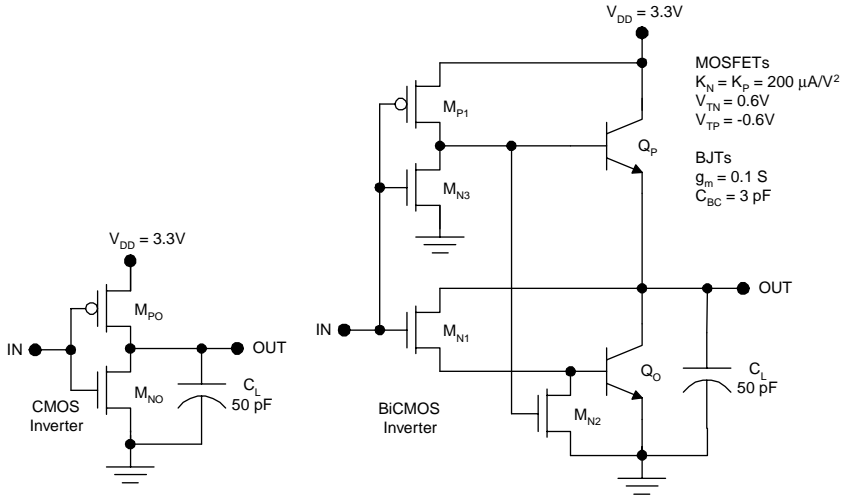 V_DD = 3.3V
MOSFETs
K_N = K_P = 200 µA/V²
V_TN = 0.6V
V_TP = -0.6V
BJTs
g_m = 0.1 S
C_BC = 3 pF
M_P1
Q_P
M_N3
V_DD = 3.3V
M_PO
IN
OUT
M_NO
C_L
50 pF
CMOS
Inverter
OUT
IN
M_N1
Q_O
C_L
50 pF
M_N2
BiCMOS
Inverter